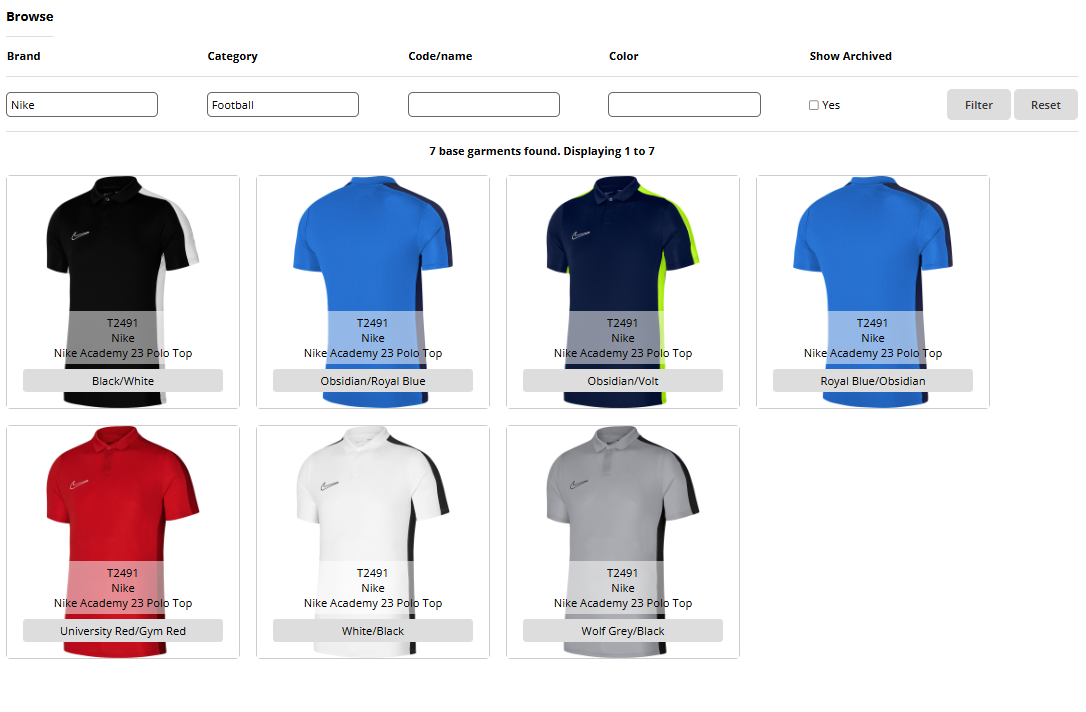 Browse
Brand Category Code/name Color Show Archived
Nike Football Yes Filter Reset
7 base garments found. Displaying 1 to 7
T2491
Nike
Nike Academy 23 Polo Top
Black/White
T2491
Nike
Nike Academy 23 Polo Top
Obsidian/Royal Blue
T2491
Nike
Nike Academy 23 Polo Top
Obsidian/Volt
T2491
Nike
Nike Academy 23 Polo Top
Royal Blue/Obsidian
T2491
Nike
Nike Academy 23 Polo Top
University Red/Gym Red
T2491
Nike
Nike Academy 23 Polo Top
White/Black
T2491
Nike
Nike Academy 23 Polo Top
Wolf Grey/Black